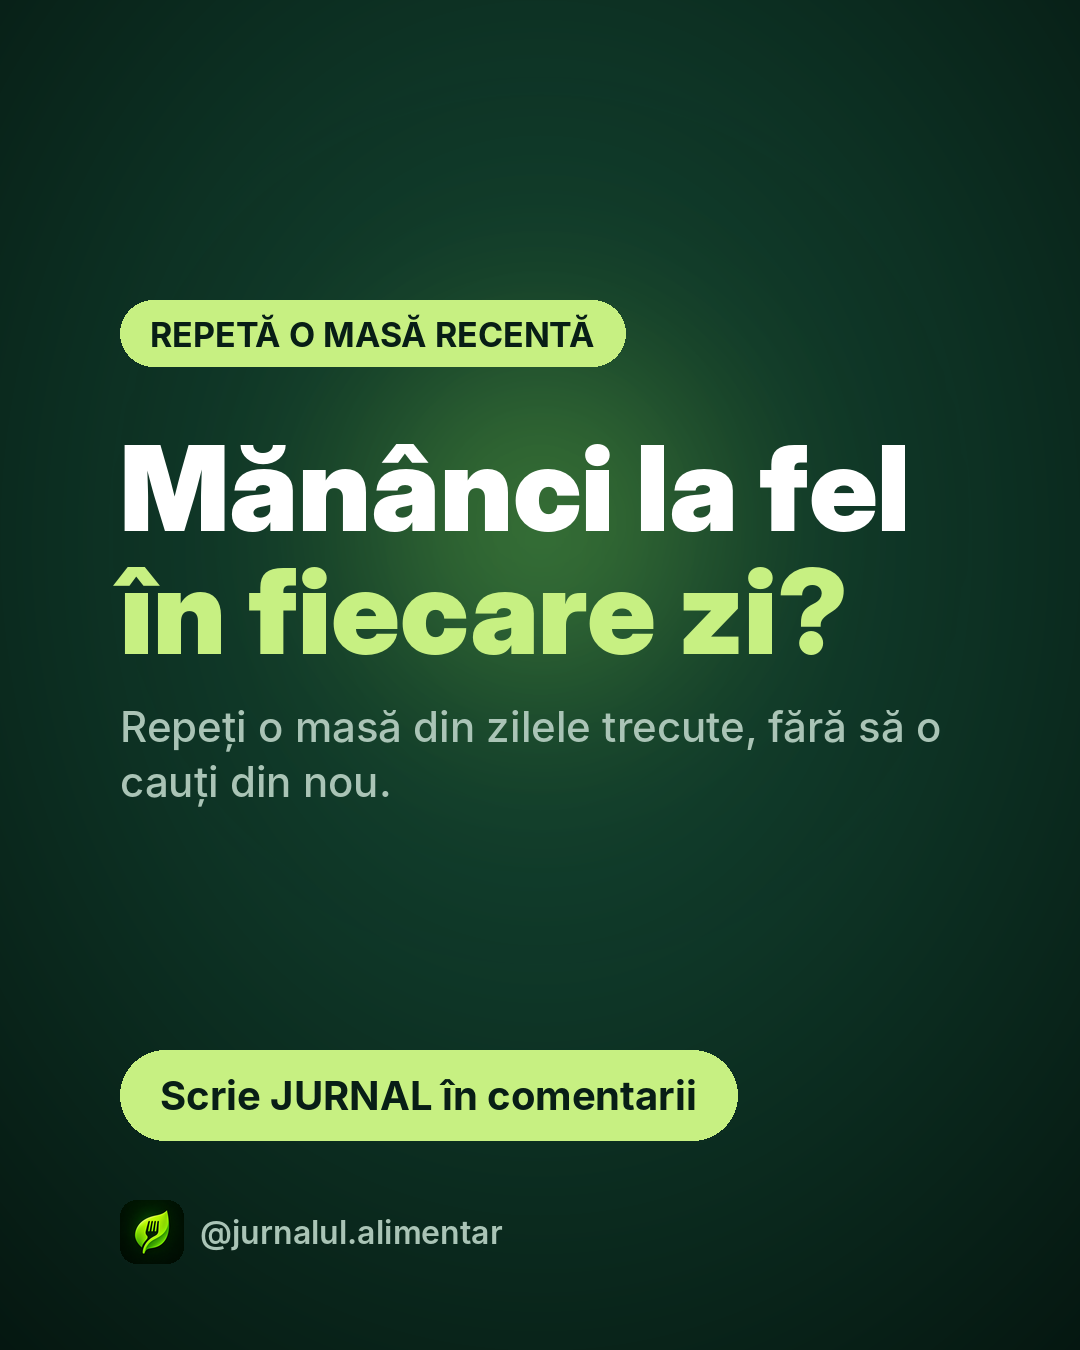 REPETĂ O MASĂ RECENTĂ
Mănânci la fel
în fiecare zi?
Repeți o masă din zilele trecute, fără să o
cauți din nou.
Scrie JURNAL în comentarii
@jurnalul.alimentar